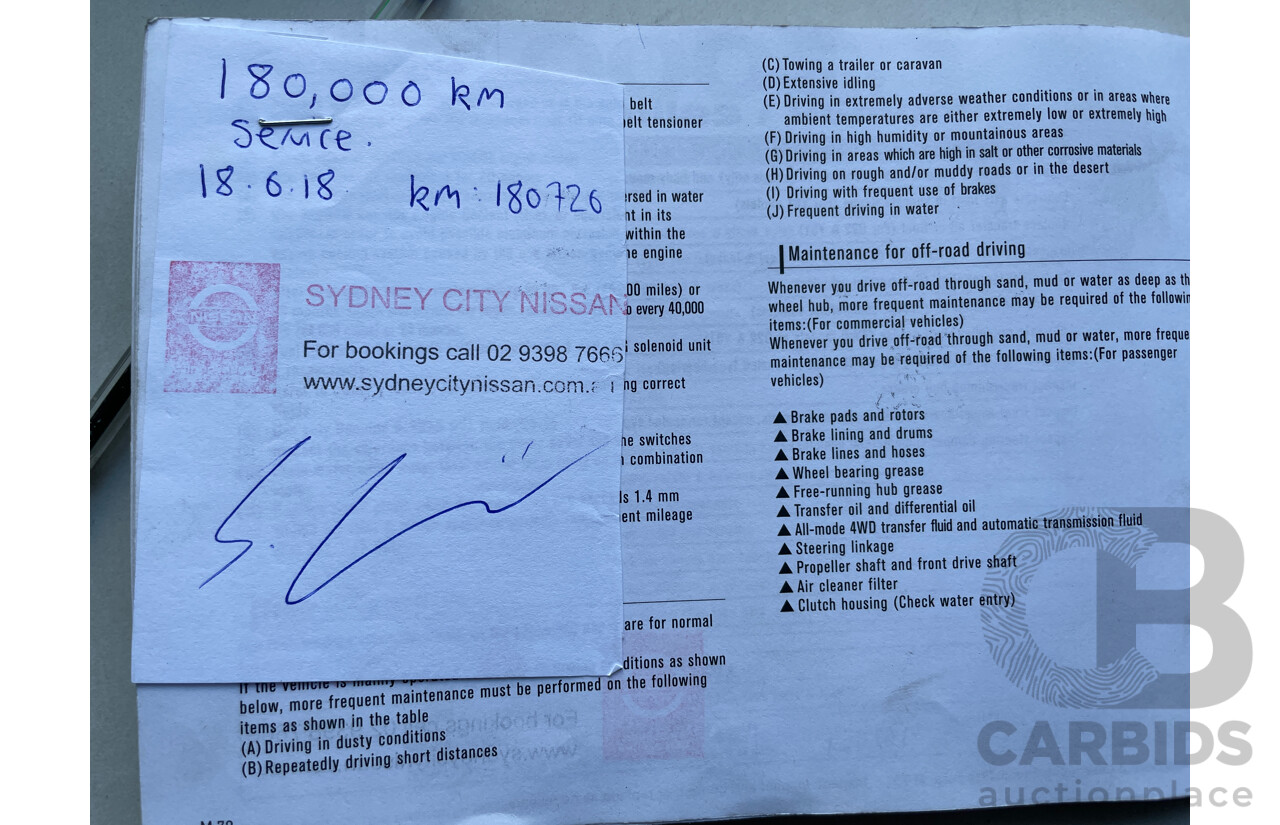 180,000 km
Service.
18.6.18 km: 180726
NISSAN
SYDNEY CITY NISSAN
For bookings call 02 9398 7666
www.sydneycitynissan.com.a
belt
belt tensioner
ersed in water
nt in its
within the
he engine
00 miles) or
o every 40,000
solenoid unit
ng correct
he switches
combination
ls 1.4 mm
ent mileage
are for normal
ditions as shown
If the vehicle is mainly
below, more frequent maintenance must be performed on the following
items as shown in the table
(A) Driving in dusty conditions
(B) Repeatedly driving short distances
(C) Towing a trailer or caravan
(D) Extensive idling
(E) Driving in extremely adverse weather conditions or in areas where
ambient temperatures are either extremely low or extremely high
(F) Driving in high humidity or mountainous areas
(G) Driving in areas which are high in salt or other corrosive materials
(H) Driving on rough and/or muddy roads or in the desert
(I) Driving with frequent use of brakes
(J) Frequent driving in water
Maintenance for off-road driving
Whenever you drive off-road through sand, mud or water as deep as th
wheel hub, more frequent maintenance may be required of the followin
items:(For commercial vehicles)
Whenever you drive off-road through sand, mud or water, more freque
maintenance may be required of the following items:(For passenger
vehicles)
▲ Brake pads and rotors
▲ Brake lining and drums
▲ Brake lines and hoses
▲ Wheel bearing grease
▲ Free-running hub grease
▲ Transfer oil and differential oil
▲ All-mode 4WD transfer fluid and automatic transmission fluid
▲ Steering linkage
▲ Propeller shaft and front drive shaft
▲ Air cleaner filter
▲ Clutch housing (Check water entry)
CB
CARBIDS
auctionplace